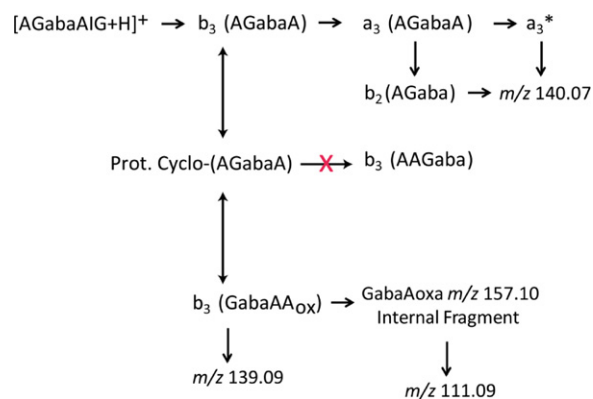 [AGabaAIG+H]+ → b3 (AGabaA) → a3 (AGabaA) → a3*
b2(AGaba) → m/z 140.07
Prot. Cyclo-(AGabaA) X b3 (AAGaba)
b3 (GabaAAOX) → GabaAoxa m/z 157.10
Internal Fragment
m/z 139.09
m/z 111.09